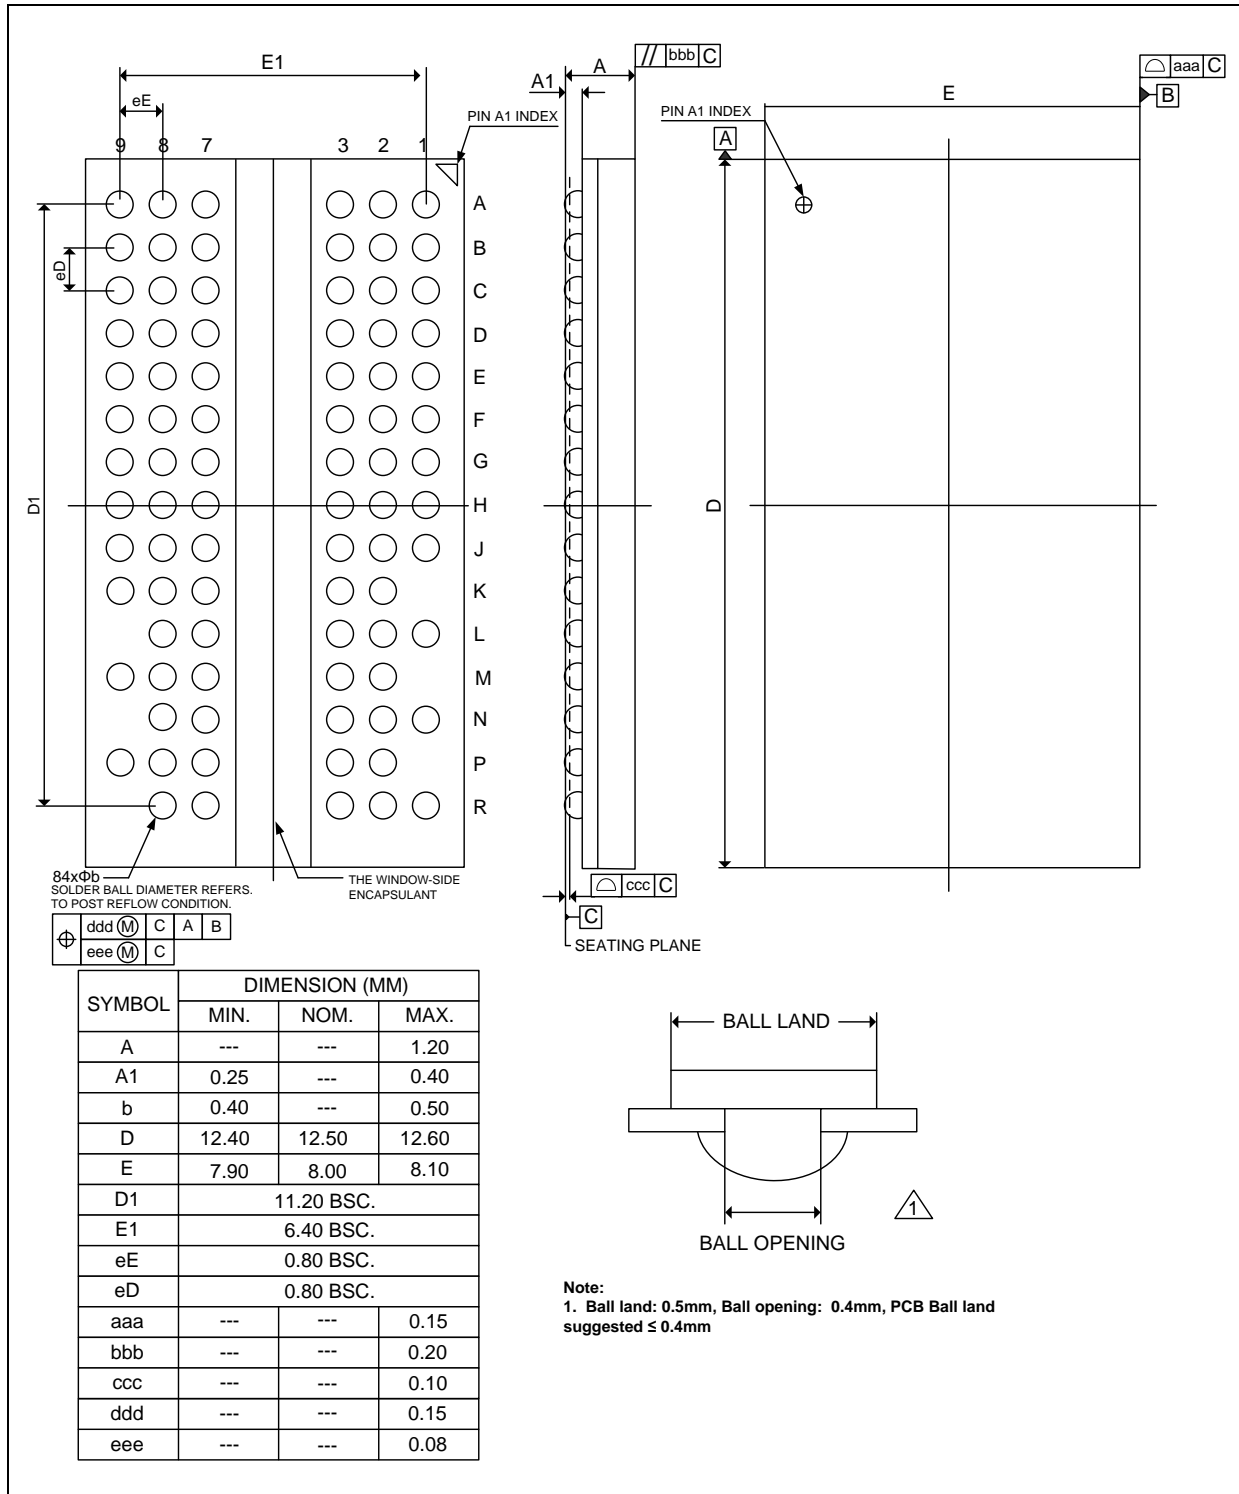 E1
eE
9 8 7 3 2 1
PIN A1 INDEX
A
B
C
D
E
F
G
H
J
K
L
M
N
P
R
eD
D1
84xΦb
SOLDER BALL DIAMETER REFERS.
TO POST REFLOW CONDITION.
ddd Ⓜ C A B
eee Ⓜ C
THE WINDOW-SIDE
ENCAPSULANT
A
A1
// bbb C
ccc C
C
SEATING PLANE
aaa C
B
E
PIN A1 INDEX
A
D
SYMBOL DIMENSION (MM)
MIN. NOM. MAX.
A --- --- 1.20
A1 0.25 --- 0.40
b 0.40 --- 0.50
D 12.40 12.50 12.60
E 7.90 8.00 8.10
D1 11.20 BSC.
E1 6.40 BSC.
eE 0.80 BSC.
eD 0.80 BSC.
aaa --- --- 0.15
bbb --- --- 0.20
ccc --- --- 0.10
ddd --- --- 0.15
eee --- --- 0.08
BALL LAND
1
BALL OPENING
Note:
1. Ball land: 0.5mm, Ball opening: 0.4mm, PCB Ball land
suggested ≤ 0.4mm